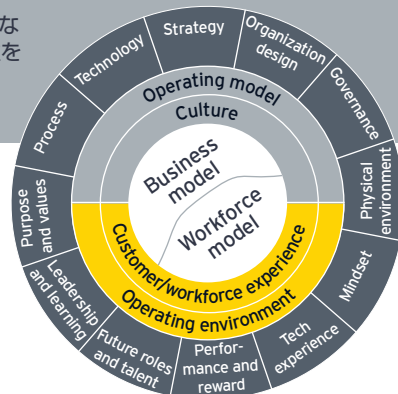 な
を
Strategy
Organization
design
Governance
Physical
environment
Mindset
Tech
experience
Perfor-
mance and
reward
Future roles
and talent
Leadership
and learning
Purpose
and values
Process
Technology
Operating model
Culture
Business
model
Workforce
model
Customer/workforce experience
Operating environment